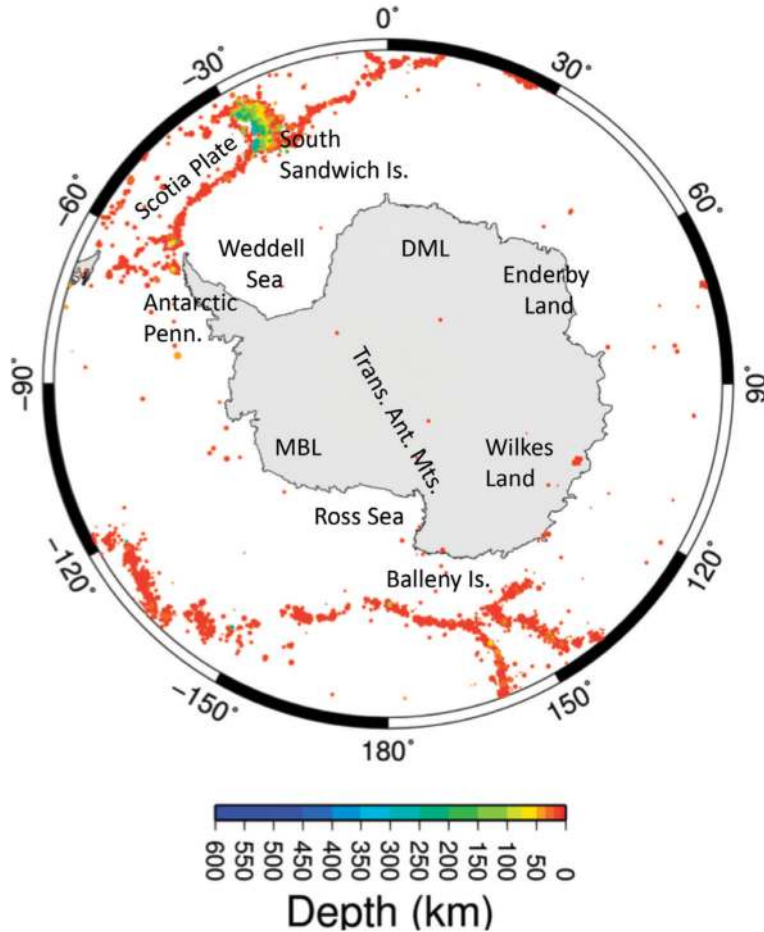 0°
−30°
30°
−60°
60°
Scotia Plate
South
Sandwich Is.
Weddell
Sea
DML
Enderby
Land
Antarctic
Penn.
−90°
90°
Trans. Ant. Mts.
MBL
Wilkes
Land
Ross Sea
Balleny Is.
−120°
120°
−150°
150°
180°
600
550
500
450
400
350
300
250
200
150
100
50
0
Depth (km)